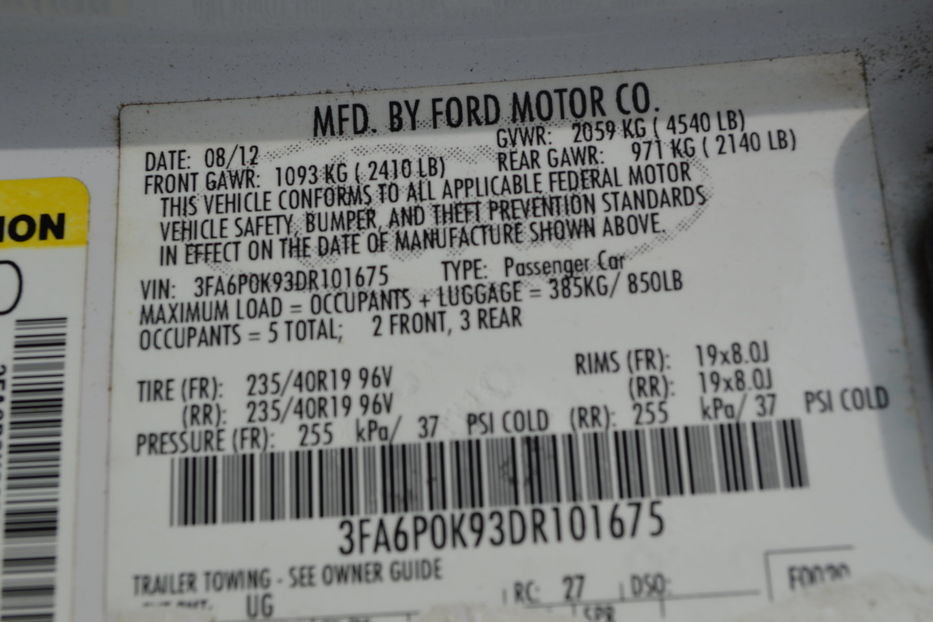 MFD. BY FORD MOTOR CO.
DATE: 08/12 GVWR: 2059 KG ( 4540 LB)
FRONT GAWR: 1093 KG ( 2410 LB) REAR GAWR: 971 KG ( 2140 LB)
THIS VEHICLE CONFORMS TO ALL APPLICABLE FEDERAL MOTOR
VEHICLE SAFETY, BUMPER, AND THEFT PREVENTION STANDARDS
IN EFFECT ON THE DATE OF MANUFACTURE SHOWN ABOVE.
VIN: 3FA6P0K93DR101675 TYPE: Passenger Car
MAXIMUM LOAD = OCCUPANTS + LUGGAGE = 385KG/ 850LB
OCCUPANTS = 5 TOTAL; 2 FRONT, 3 REAR
TIRE (FR): 235/40R19 96V RIMS (FR): 19x8.0J
(RR): 235/40R19 96V (RR): 19x8.0J
PRESSURE (FR): 255 kPa/ 37 PSI COLD (RR): 255 kPa/ 37 PSI COLD
3FA6P0K93DR101675
TRAILER TOWING - SEE OWNER GUIDE
RC: 27 DSO:
UG
SPR
ION